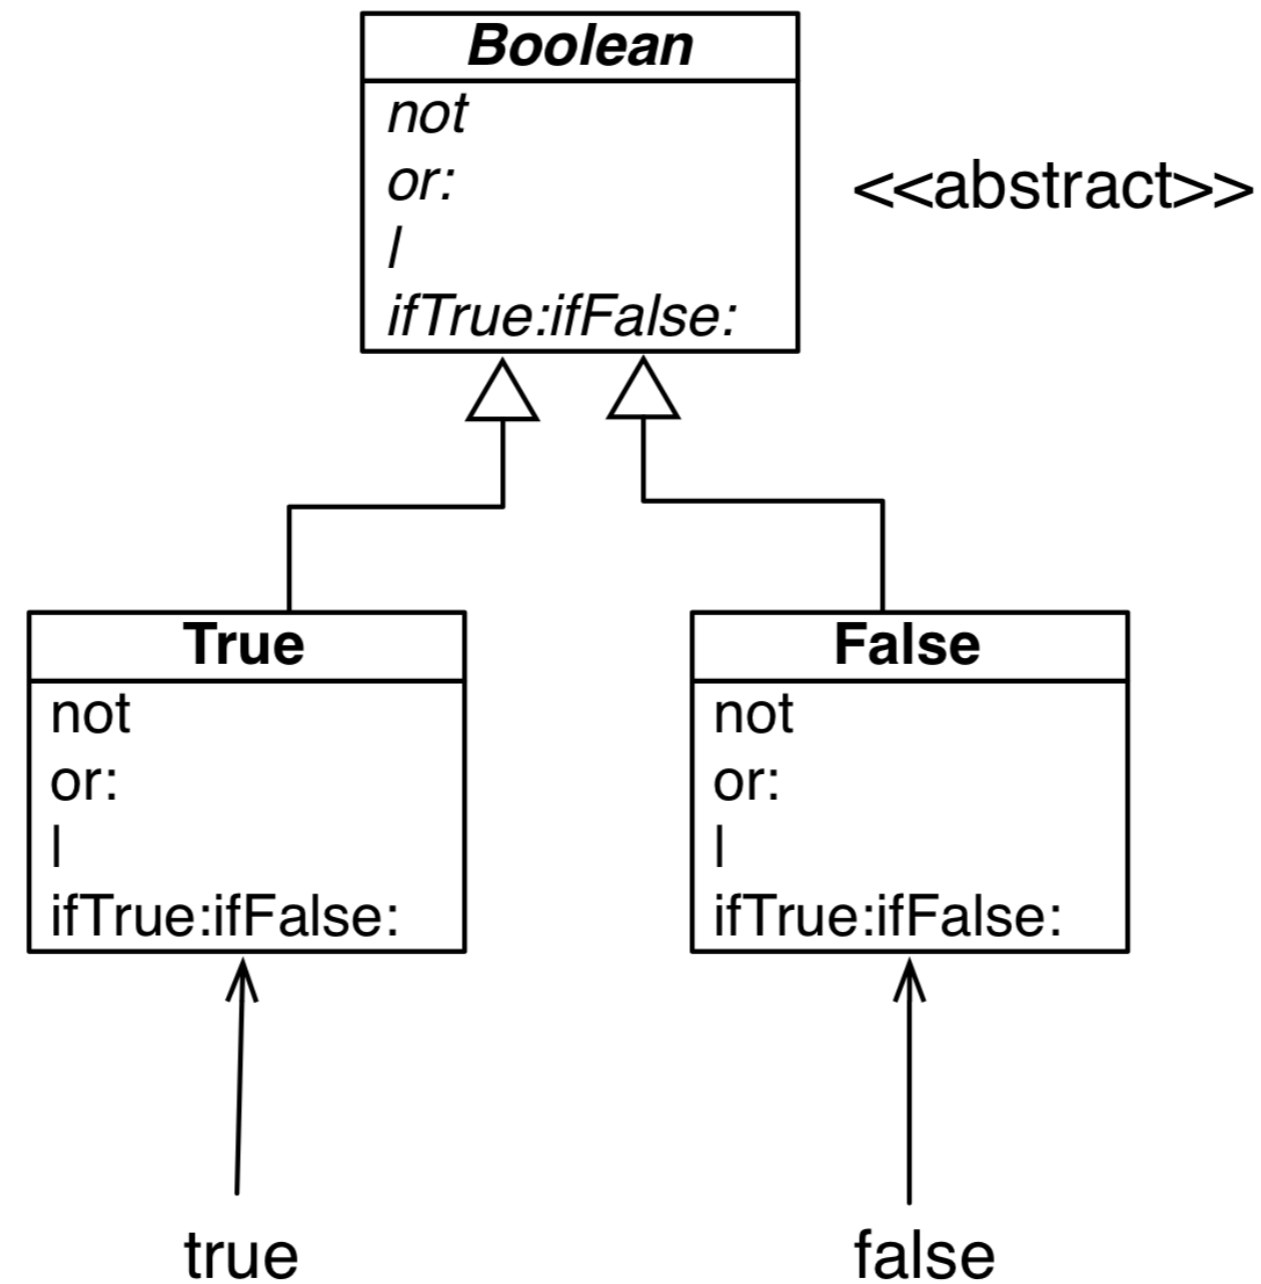 Boolean
not
or:
|
ifTrue:ifFalse:
<<abstract>>
True
not
or:
|
ifTrue:ifFalse:
False
not
or:
|
ifTrue:ifFalse:
true
false